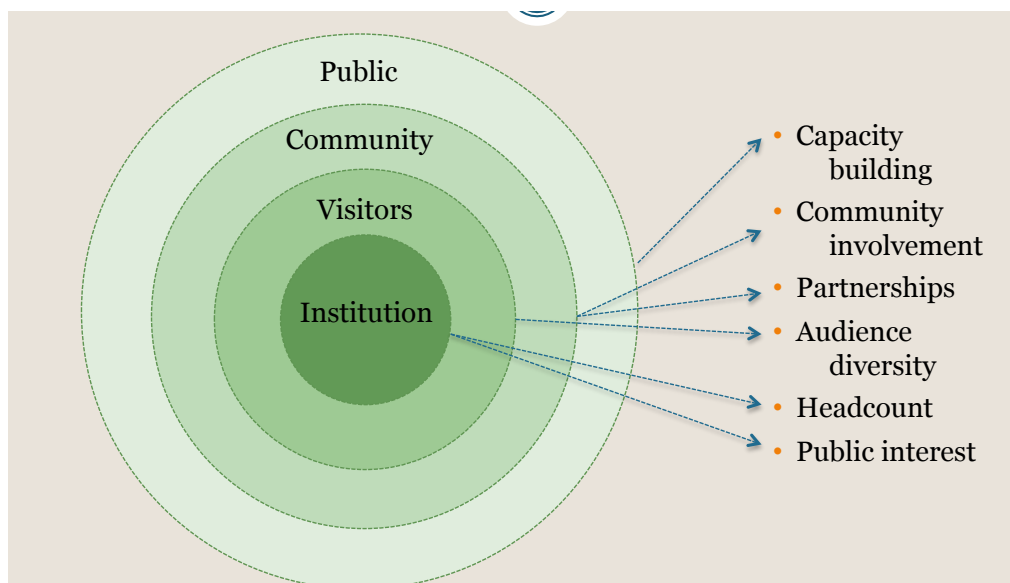 Public
Community
Visitors
Institution
• Capacity
building
• Community
involvement
• Partnerships
• Audience
diversity
• Headcount
• Public interest